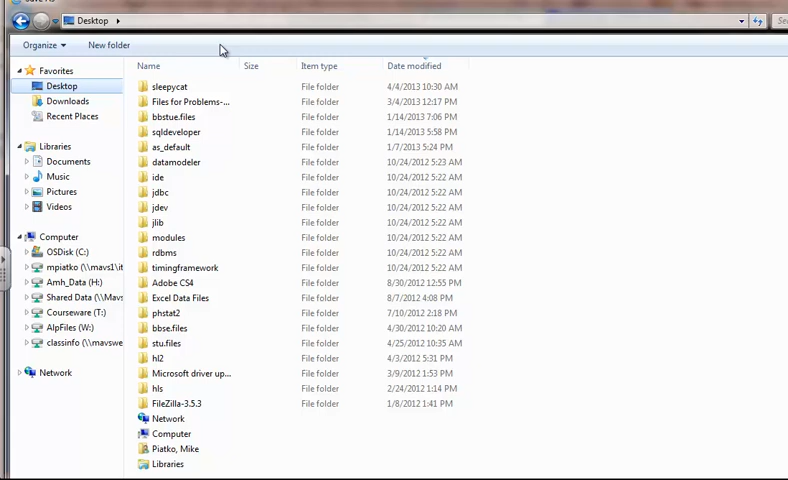 Desktop
Organize New folder
Name Size Item type Date modified
Favorites
Desktop
Downloads
Recent Places
Libraries
Documents
Music
Pictures
Videos
Computer
OSDisk (C:)
mpiatko (\\mavs1\it
Amh_Data (H:)
Shared Data (\\Mavs
Courseware (T:)
AlpFiles (W:)
classinfo (\\mavswe
Network
sleepycat File folder 4/4/2013 10:30 AM
Files for Problems-... File folder 3/4/2013 12:17 PM
bbstue.files File folder 1/14/2013 7:06 PM
sqldeveloper File folder 1/14/2013 5:58 PM
as_default File folder 1/7/2013 5:24 PM
datamodeler File folder 10/24/2012 5:23 AM
ide File folder 10/24/2012 5:22 AM
jdbc File folder 10/24/2012 5:22 AM
jdev File folder 10/24/2012 5:22 AM
jlib File folder 10/24/2012 5:22 AM
modules File folder 10/24/2012 5:22 AM
rdbms File folder 10/24/2012 5:22 AM
timingframework File folder 10/24/2012 5:22 AM
Adobe CS4 File folder 8/30/2012 12:55 PM
Excel Data Files File folder 8/7/2012 4:08 PM
phstat2 File folder 7/10/2012 2:18 PM
bbse.files File folder 4/30/2012 10:20 AM
stu.files File folder 4/25/2012 10:35 AM
hl2 File folder 4/3/2012 5:31 PM
Microsoft driver up... File folder 3/9/2012 1:53 PM
hls File folder 2/24/2012 1:14 PM
FileZilla-3.5.3 File folder 1/8/2012 1:41 PM
Network
Computer
Piatko, Mike
Libraries